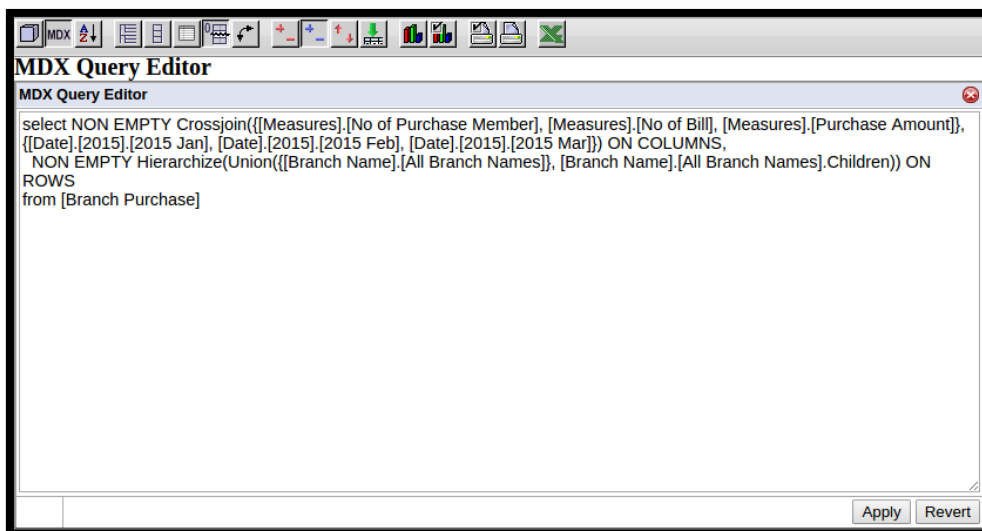 MDX A Z
MDX Query Editor
MDX Query Editor
select NON EMPTY Crossjoin({[Measures].[No of Purchase Member], [Measures].[No of Bill], [Measures].[Purchase Amount]},
{[Date].[2015].[2015 Jan], [Date].[2015].[2015 Feb], [Date].[2015].[2015 Mar]}) ON COLUMNS,
NON EMPTY Hierarchize(Union({[Branch Name].[All Branch Names]}, [Branch Name].[All Branch Names].Children)) ON
ROWS
from [Branch Purchase]
Apply Revert